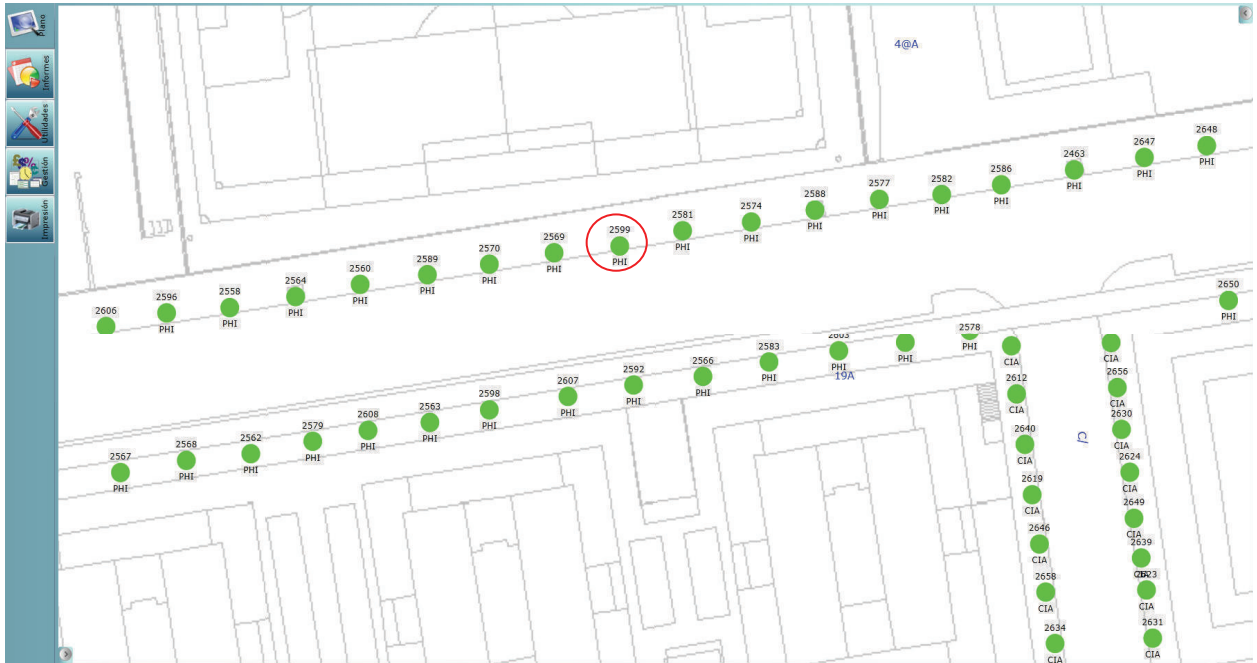 Plano
Informes
Utilidades
Gestión
Impresión
4@A
2648
PHI
2647
PHI
2463
PHI
2586
PHI
2582
PHI
2577
PHI
2588
PHI
2574
PHI
2581
PHI
2599
PHI
2569
PHI
2570
PHI
2589
PHI
2560
PHI
2564
PHI
2558
PHI
2596
PHI
2606
2650
PHI
2578
PHI
PHI
2603
PHI
19A
2583
PHI
2566
PHI
2592
PHI
2607
PHI
2598
PHI
2563
PHI
2608
PHI
2579
PHI
2562
PHI
2568
PHI
2567
PHI
CIA
2612
CIA
2640
CIA
2619
CIA
2646
CIA
2658
CIA
2634
CIA
C/
CIA
2656
CIA
2630
CIA
2624
CIA
2649
CIA
2639
CIA
2623
CIA
2631
CIA